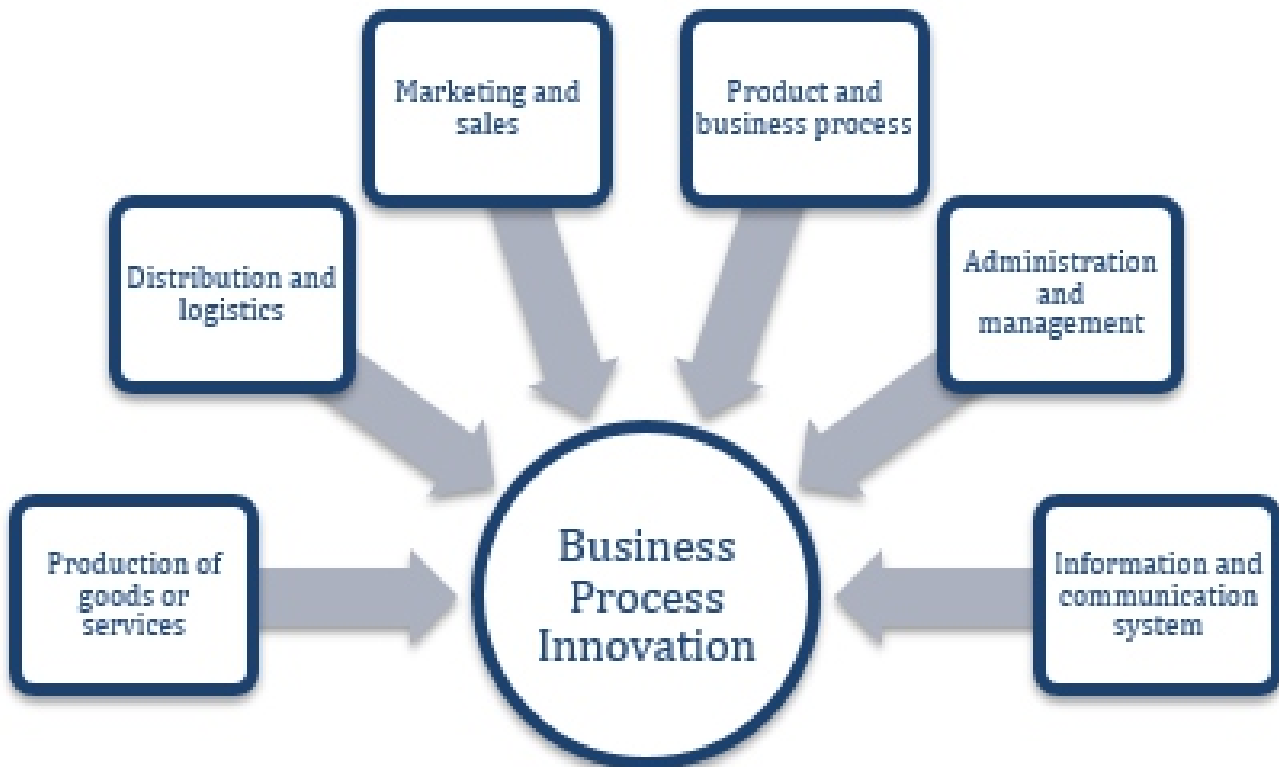 Marketing and
sales
Product and
business process
Distribution and
logistics
Administration
and
management
Production of
goods or
services
Business
Process
Innovation
Information and
communication
system